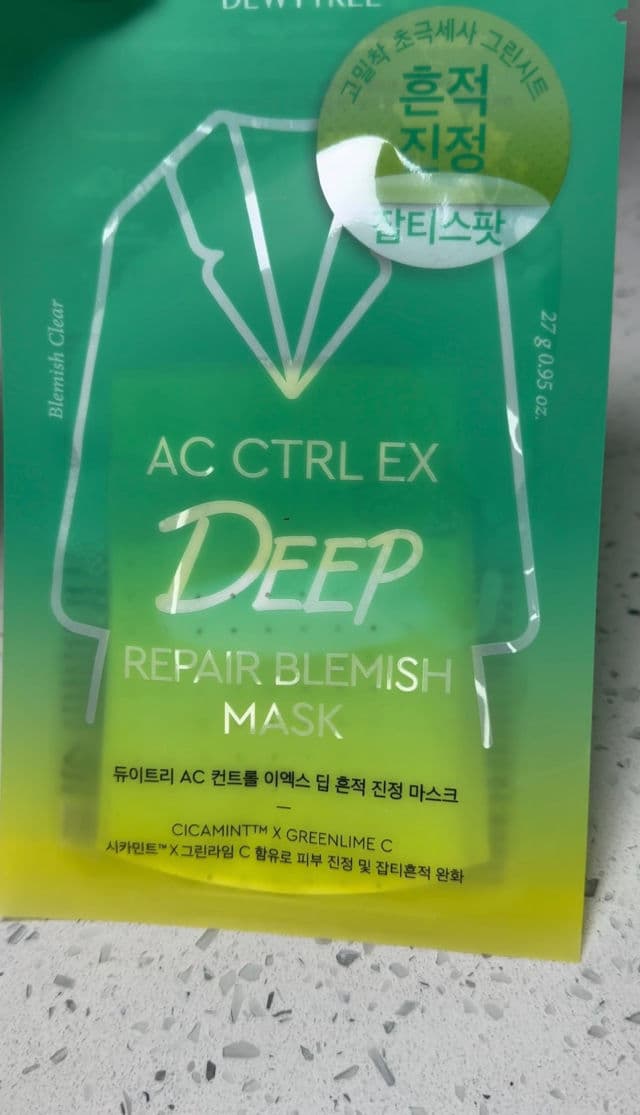 DEWYTREE
고밀착 초극세사 그린시트
흔적
진정
잡티스팟
Blemish Clear
27 g 0.95 oz.
AC CTRL EX
DEEP
REPAIR BLEMISH
MASK
듀이트리 AC 컨트롤 이엑스 딥 흔적 진정 마스크
CICAMINT™ X GREENLIME C
시카민트™ X 그린라임 C 함유로 피부 진정 및 잡티흔적 완화